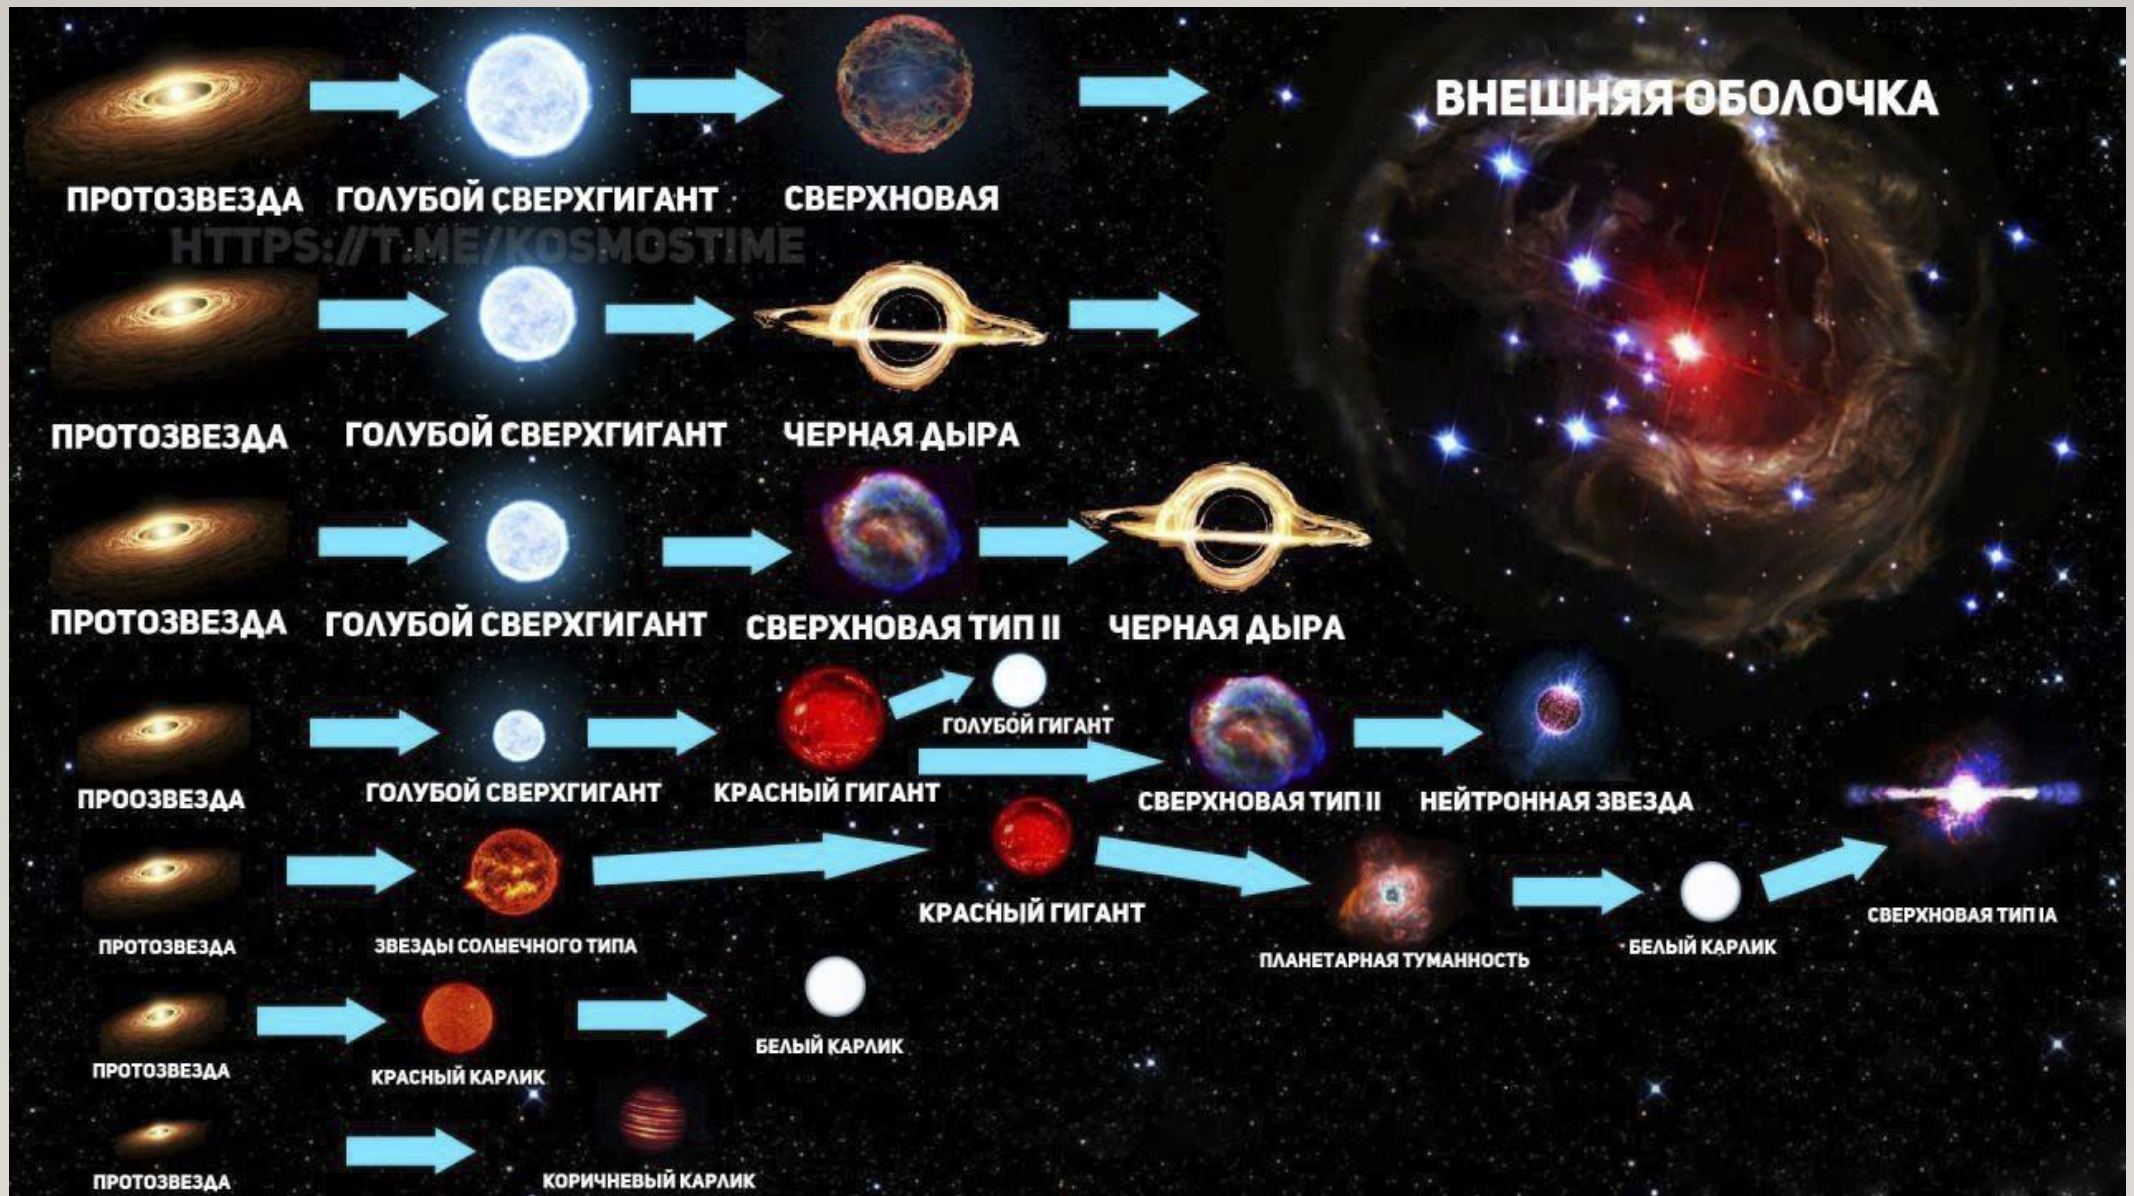 ВНЕШНЯЯ ОБОЛОЧКА
ПРОТОЗВЕЗДА ГОЛУБОЙ СВЕРХГИГАНТ СВЕРХНОВАЯ
HTTPS://T.ME/KOSMOSTIME
ПРОТОЗВЕЗДА ГОЛУБОЙ СВЕРХГИГАНТ ЧЕРНАЯ ДЫРА
ПРОТОЗВЕЗДА ГОЛУБОЙ СВЕРХГИГАНТ СВЕРХНОВАЯ ТИП II ЧЕРНАЯ ДЫРА
ГОЛУБОЙ ГИГАНТ
ПРООЗВЕЗДА ГОЛУБОЙ СВЕРХГИГАНТ КРАСНЫЙ ГИГАНТ СВЕРХНОВАЯ ТИП II НЕЙТРОННАЯ ЗВЕЗДА
КРАСНЫЙ ГИГАНТ СВЕРХНОВАЯ ТИП IA
ПРОТОЗВЕЗДА ЗВЕЗДЫ СОЛНЕЧНОГО ТИПА ПЛАНЕТАРНАЯ ТУМАННОСТЬ БЕЛЫЙ КАРЛИК
БЕЛЫЙ КАРЛИК
ПРОТОЗВЕЗДА КРАСНЫЙ КАРЛИК
ПРОТОЗВЕЗДА КОРИЧНЕВЫЙ КАРЛИК